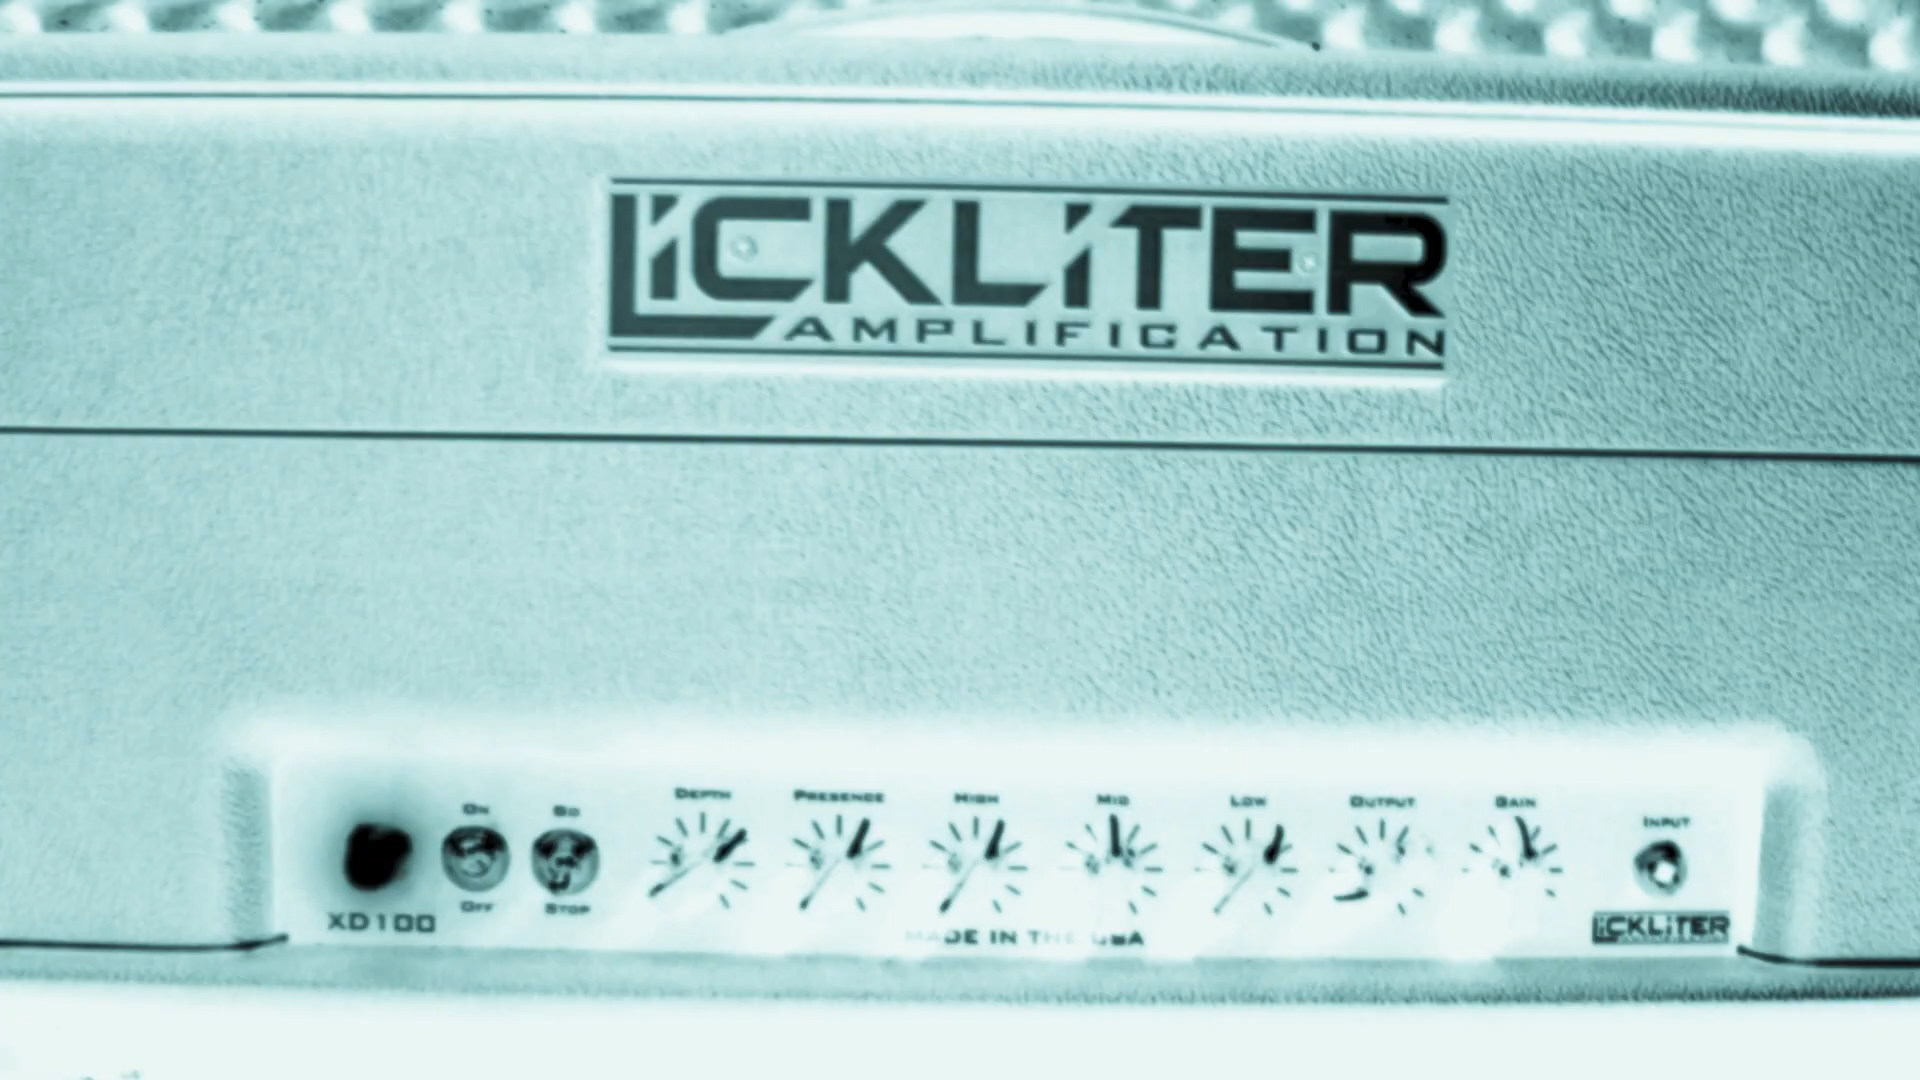 LICKLITER
AMPLIFICATION
DEPTH PRESENCE HIGH MID LOW OUTPUT GAIN INPUT
ON GO
OFF STOP
XD100
MADE IN THE USA
LICKLITER